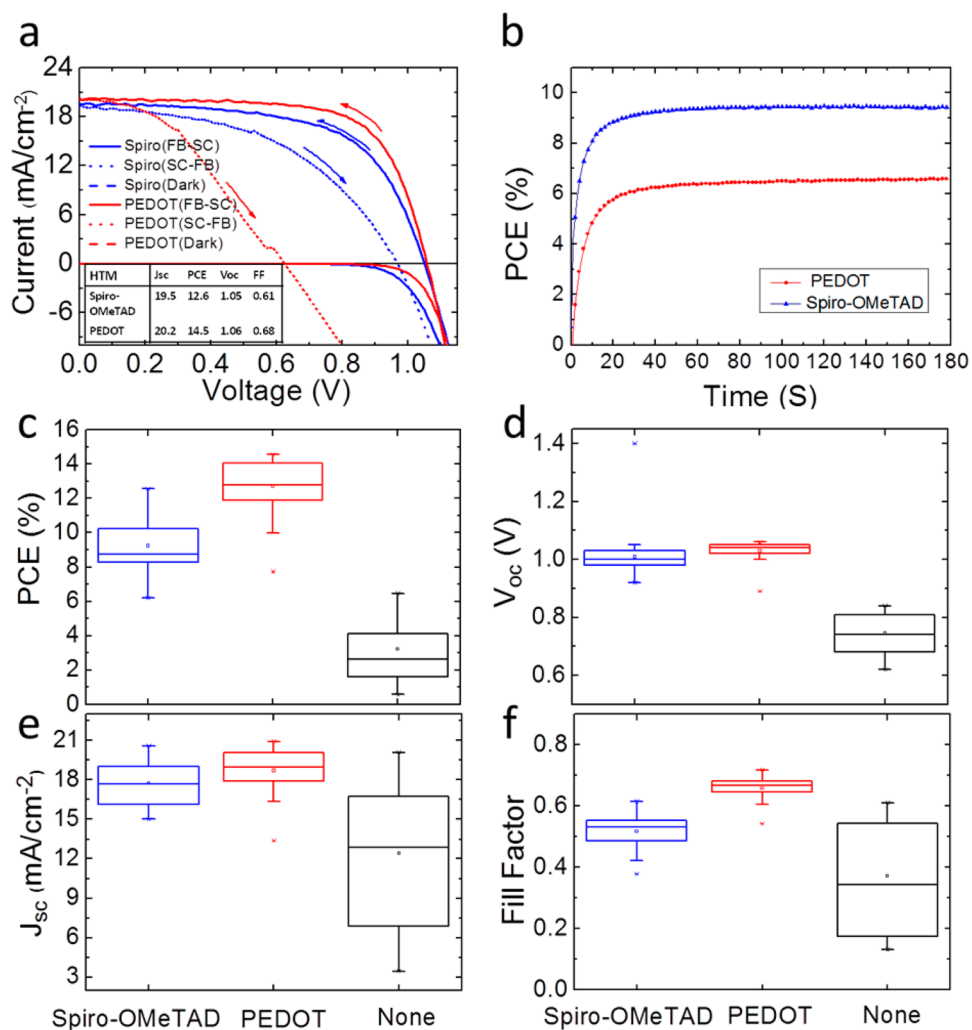 a
24
18
12
6
0
-6
Current (mA/cm-2)
Spiro(FB-SC)
Spiro(SC-FB)
Spiro(Dark)
PEDOT(FB-SC)
PEDOT(SC-FB)
PEDOT(Dark)
HTM Jsc PCE Voc FF
Spiro-OMeTAD 19.5 12.6 1.05 0.61
PEDOT 20.2 14.5 1.06 0.68
0.0 0.2 0.4 0.6 0.8 1.0
Voltage (V)
b
12
10
8
6
4
2
0
PCE (%)
PEDOT
Spiro-OMeTAD
0 20 40 60 80 100 120 140 160 180
Time (S)
c
16
14
12
10
8
6
4
2
0
PCE (%)
d
1.4
1.2
1.0
0.8
0.6
Voc (V)
e
21
18
15
12
9
6
3
Jsc (mA/cm-2)
Spiro-OMeTAD PEDOT None
f
0.8
0.6
0.4
0.2
0.0
Fill Factor
Spiro-OMeTAD PEDOT None